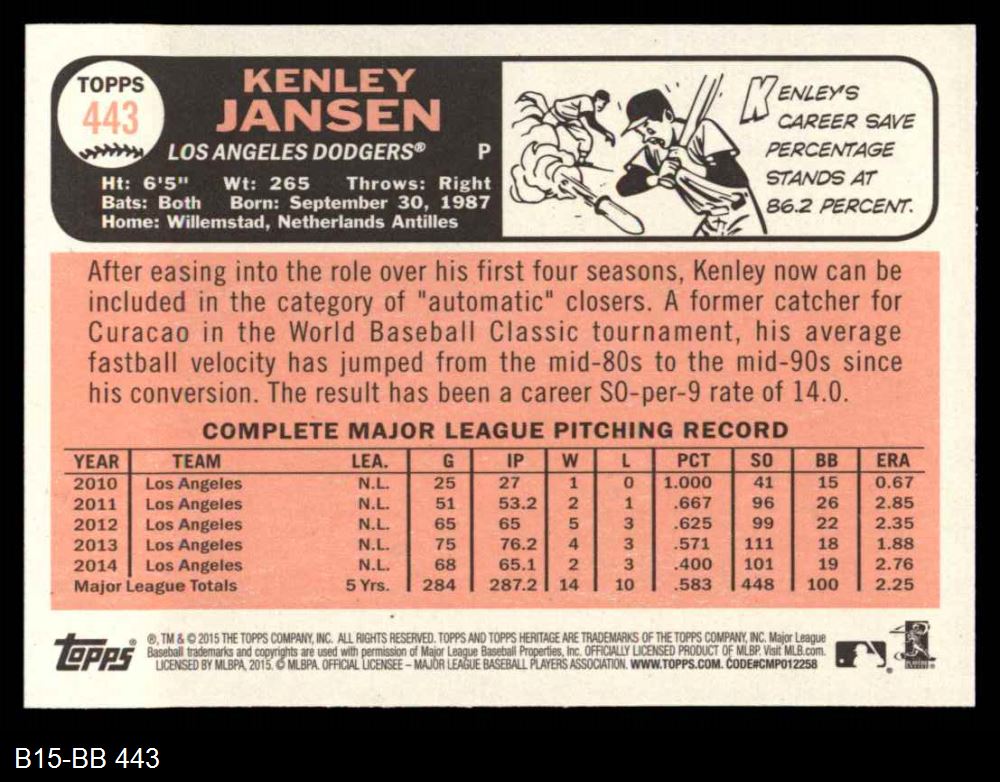 TOPPS
443
KENLEY
JANSEN
LOS ANGELES DODGERS® P
Ht: 6'5" Wt: 265 Throws: Right
Bats: Both Born: September 30, 1987
Home: Willemstad, Netherlands Antilles
KENLEY'S
CAREER SAVE
PERCENTAGE
STANDS AT
86.2 PERCENT.
After easing into the role over his first four seasons, Kenley now can be
included in the category of "automatic" closers. A former catcher for
Curacao in the World Baseball Classic tournament, his average
fastball velocity has jumped from the mid-80s to the mid-90s since
his conversion. The result has been a career SO-per-9 rate of 14.0.
COMPLETE MAJOR LEAGUE PITCHING RECORD
YEAR TEAM LEA. G IP W L PCT SO BB ERA
2010 Los Angeles N.L. 25 27 1 0 1.000 41 15 0.67
2011 Los Angeles N.L. 51 53.2 2 1 .667 96 26 2.85
2012 Los Angeles N.L. 65 65 5 3 .625 99 22 2.35
2013 Los Angeles N.L. 75 76.2 4 3 .571 111 18 1.88
2014 Los Angeles N.L. 68 65.1 2 3 .400 101 19 2.76
Major League Totals 5 Yrs. 284 287.2 14 10 .583 448 100 2.25
topps®
®, TM & © 2015 THE TOPPS COMPANY, INC. ALL RIGHTS RESERVED. TOPPS AND TOPPS HERITAGE ARE TRADEMARKS OF THE TOPPS COMPANY, INC. Major League
Baseball trademarks and copyrights are used with permission of Major League Baseball Properties, Inc. OFFICIALLY LICENSED PRODUCT OF MLBP. Visit MLB.com.
LICENSED BY MLBPA, 2015. © MLBPA. OFFICIAL LICENSEE – MAJOR LEAGUE BASEBALL PLAYERS ASSOCIATION. WWW.TOPPS.COM. CODE#CMP012258
B15-BB 443